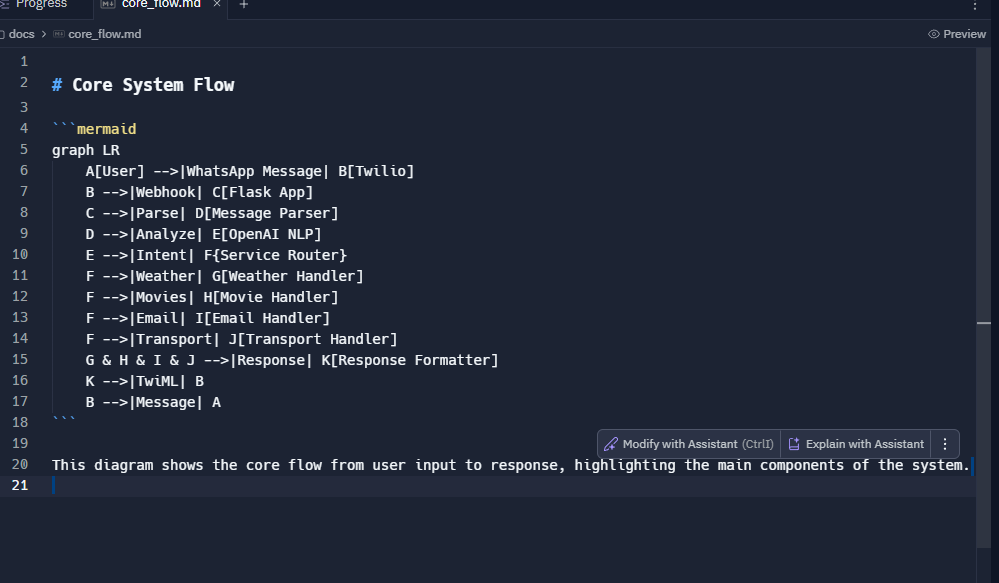 Progress core_flow.md × +
docs > core_flow.md Preview
1
2 # Core System Flow
3
4 ```mermaid
5 graph LR
6 A[User] -->|WhatsApp Message| B[Twilio]
7 B -->|Webhook| C[Flask App]
8 C -->|Parse| D[Message Parser]
9 D -->|Analyze| E[OpenAI NLP]
10 E -->|Intent| F{Service Router}
11 F -->|Weather| G[Weather Handler]
12 F -->|Movies| H[Movie Handler]
13 F -->|Email| I[Email Handler]
14 F -->|Transport| J[Transport Handler]
15 G & H & I & J -->|Response| K[Response Formatter]
16 K -->|TwiML| B
17 B -->|Message| A
18 ```
19
Modify with Assistant (CtrlI) Explain with Assistant
20 This diagram shows the core flow from user input to response, highlighting the main components of the system.
21